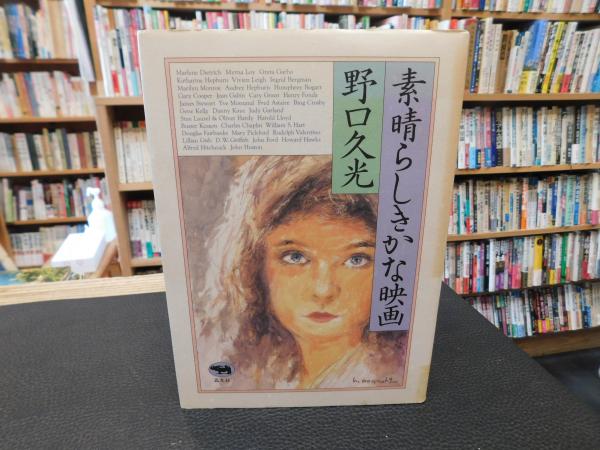 Marlene Dietrich Myrna Loy Greta Garbo
Katharine Hepburn Vivien Leigh Ingrid Bergman
Marilyn Monroe Audrey Hepburn Humphrey Bogart
Gary Cooper Jean Gabin Cary Grant Henry Fonda
James Stewart Yve Montand Fred Astaire Bing Crosby
Gene Kelly Danny Kaye Judy Garland
Stan Laurel & Oliver Hardy Harold Lloyd
Buster Keaton Charles Chaplin William S. Hart
Douglas Fairbanks Mary Pickford Rudolph Valentino
Lillian Gish D. W. Griffith John Ford Howard Hawks
Alfred Hitchcock John Huston
素晴らしきかな映画
野口久光
晶文社